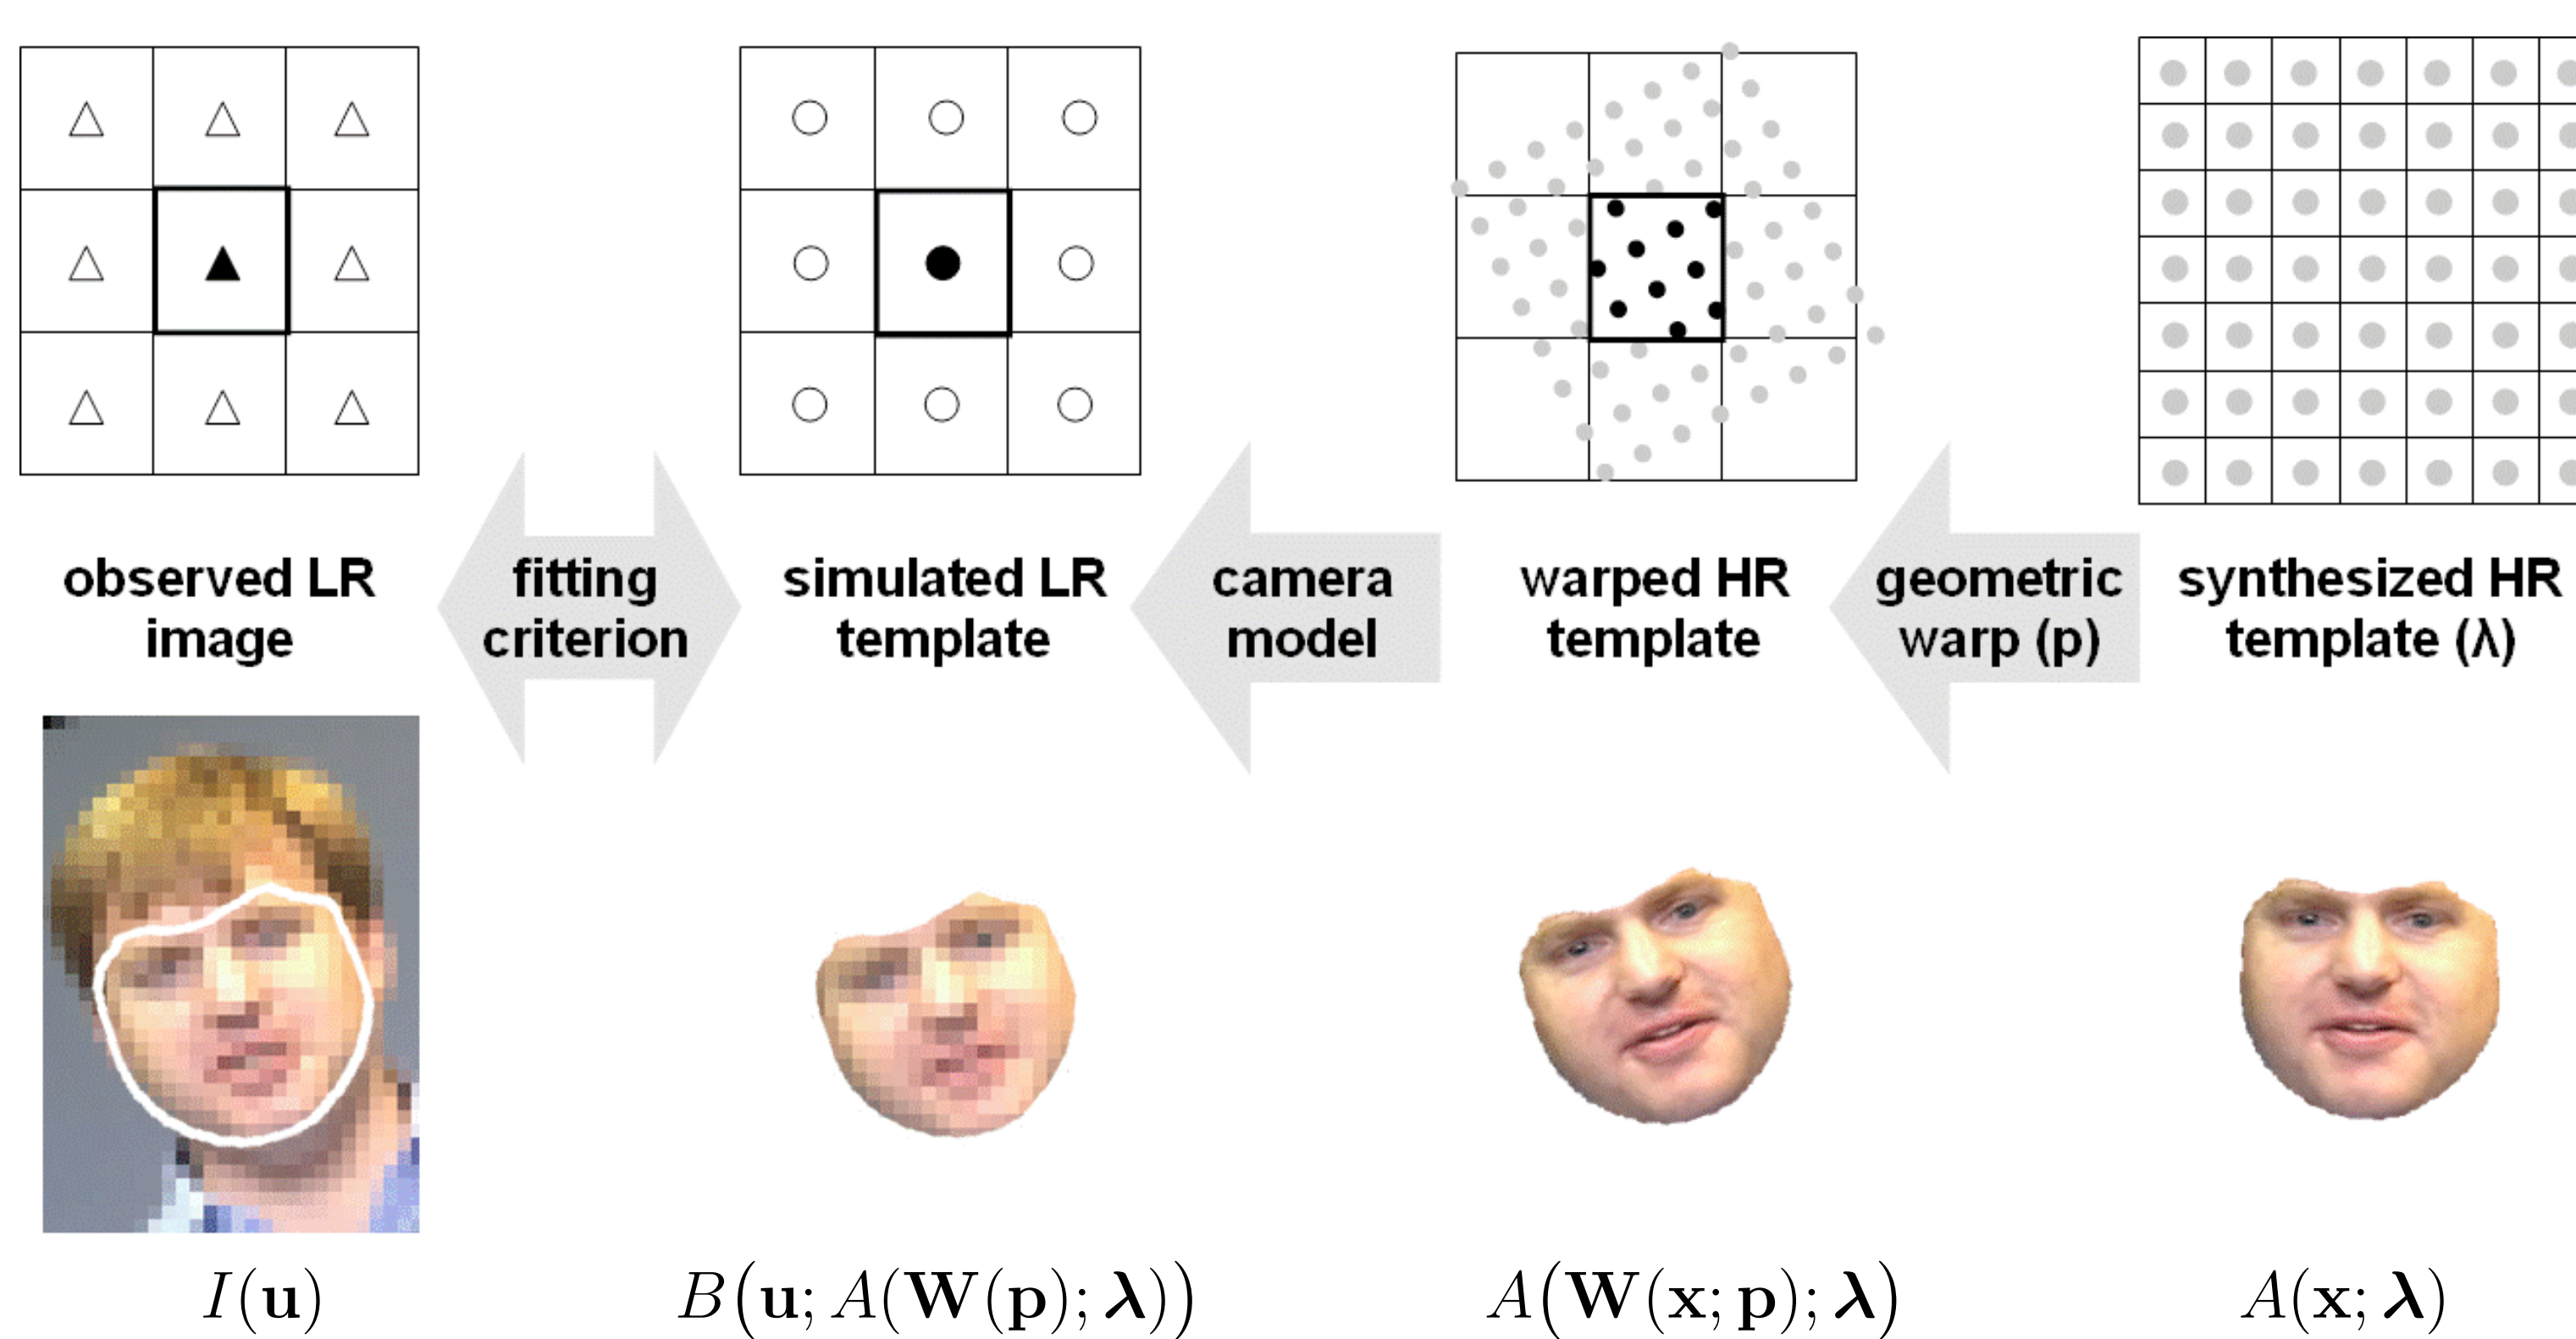 observed LR
image
fitting
criterion
simulated LR
template
camera
model
warped HR
template
geometric
warp (p)
synthesized HR
template (λ)
I(u)
B(u; A(W(p); λ))
A(W(x; p); λ)
A(x; λ)